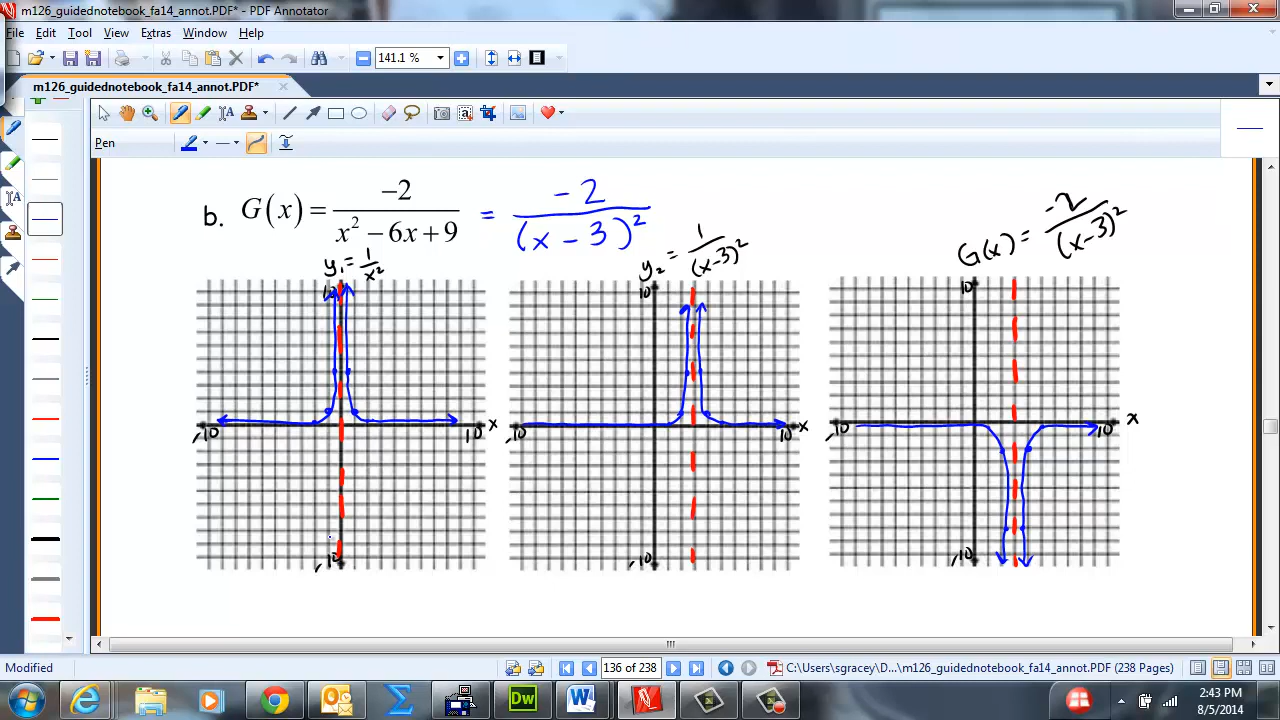 m126_guidednotebook_fa14_annot.PDF* - PDF Annotator
File Edit Tool View Extras Window Help
141.1 %
m126_guidednotebook_fa14_annot.PDF*
Pen
b. G(x) = -2 / (x² - 6x + 9) = -2 / (x - 3)²
y₁ = 1/x²
y₂ = 1/(x-3)²
G(x) = -2/(x-3)²
10 10 10
-10 10 x -10 10 x -10 10 x
-10 -10 -10
Modified
136 of 238
C:\Users\sgracey\D...\m126_guidednotebook_fa14_annot.PDF (238 Pages)
Dw
W
2:43 PM
8/5/2014